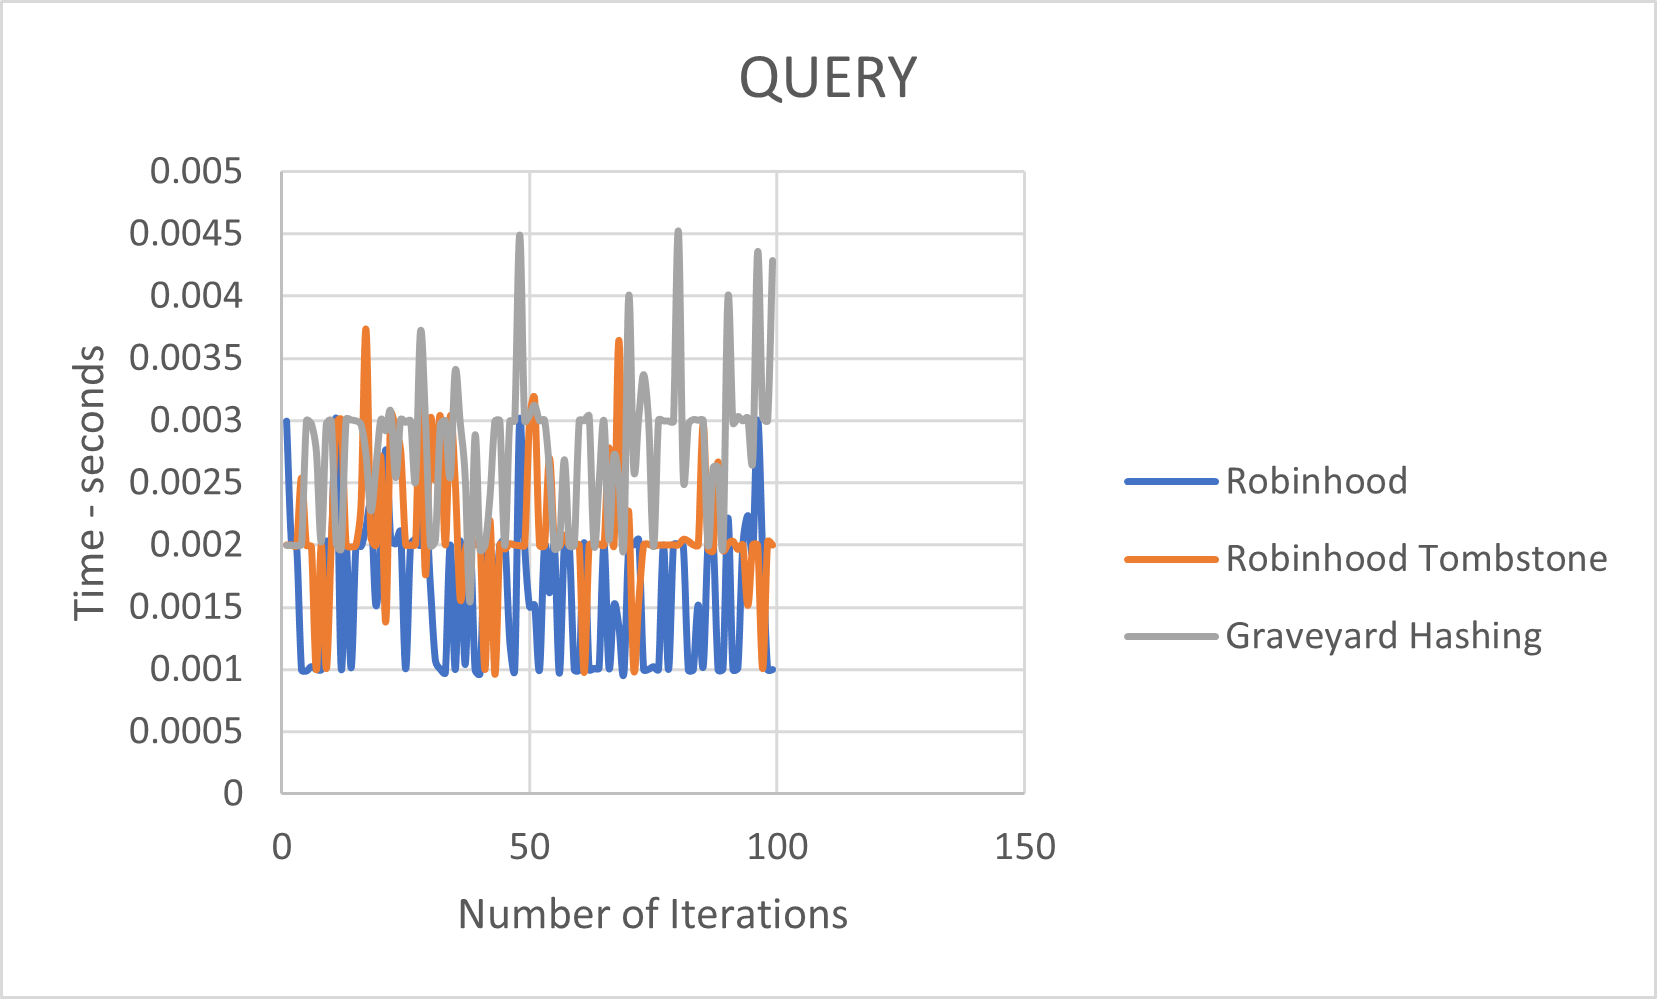 QUERY
0.005
0.0045
0.004
0.0035
0.003
0.0025
0.002
0.0015
0.001
0.0005
0
Time - seconds
0 50 100 150
Number of Iterations
Robinhood
Robinhood Tombstone
Graveyard Hashing